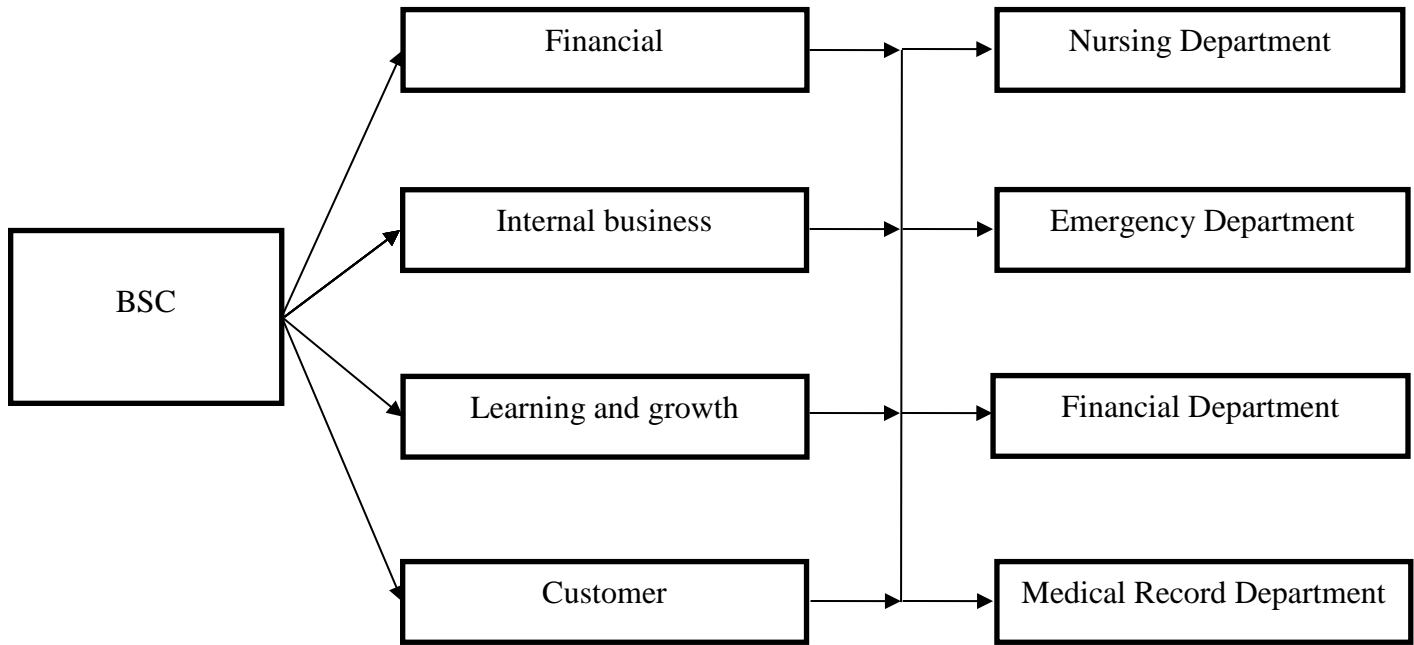 Financial
Nursing Department
Internal business
Emergency Department
BSC
Learning and growth
Financial Department
Customer
Medical Record Department